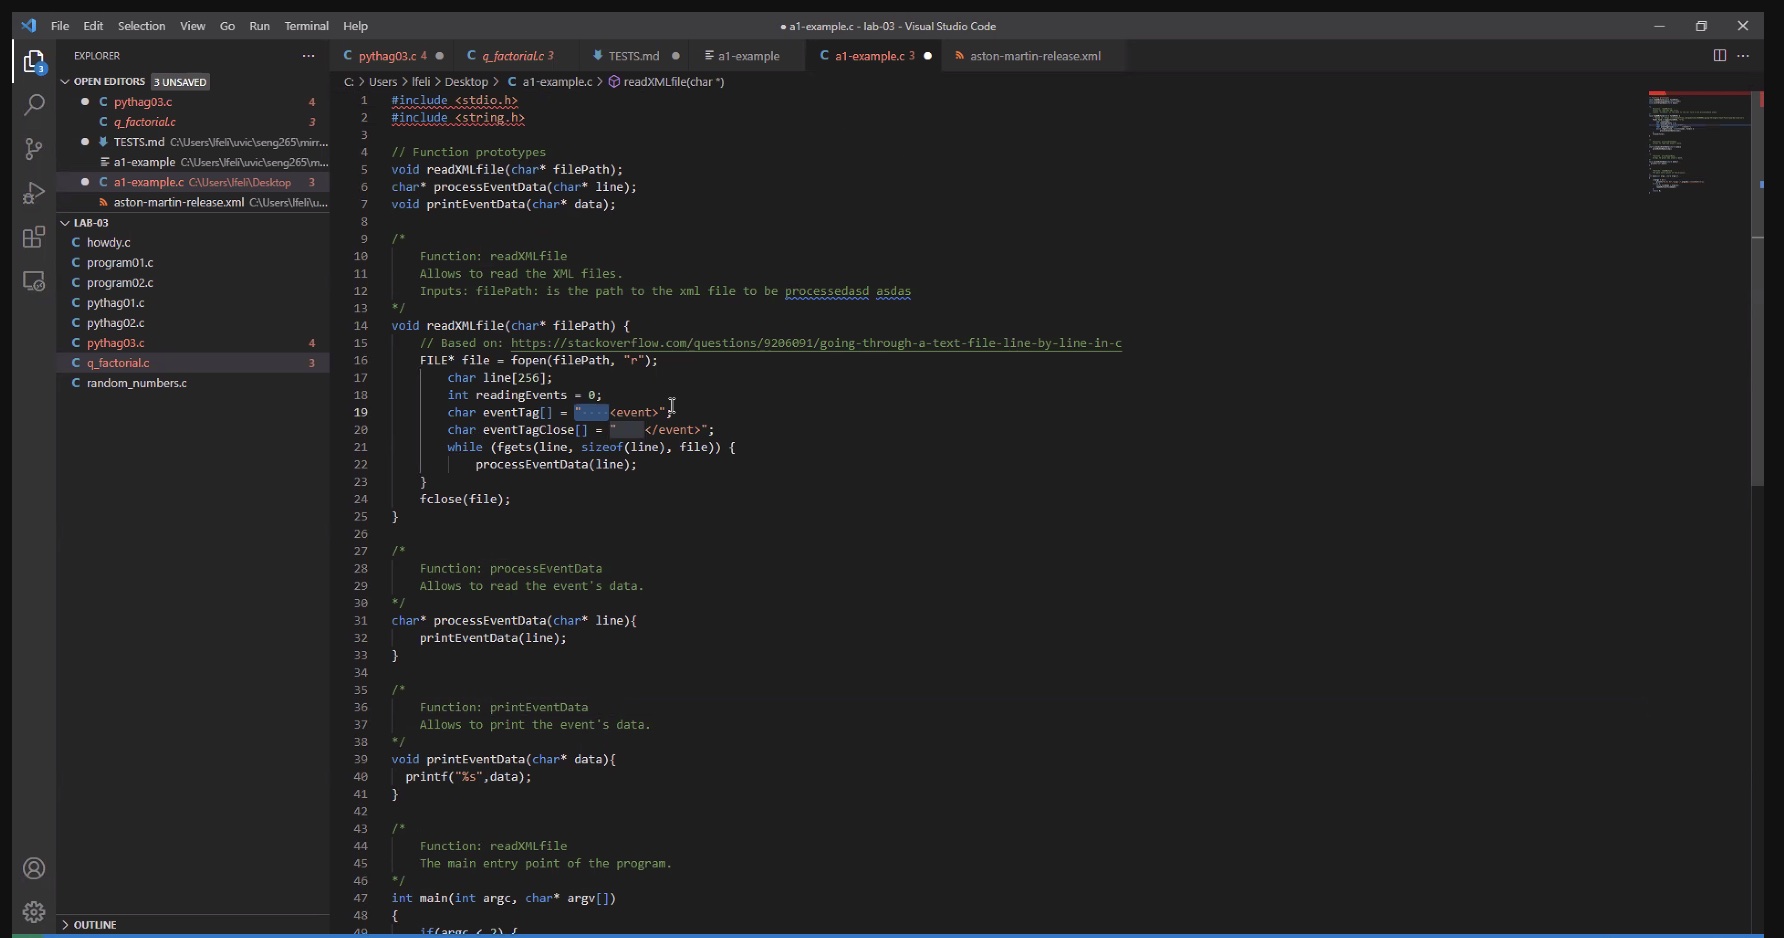 File Edit Selection View Go Run Terminal Help
● a1-example.c - lab-03 - Visual Studio Code
EXPLORER ···
pythag03.c 4 ●
q_factorial.c 3
TESTS.md ●
a1-example
a1-example.c 3 ●
aston-martin-release.xml
OPEN EDITORS 3 UNSAVED
● C pythag03.c 4
C q_factorial.c 3
● TESTS.md C:\Users\lfeli\uvic\seng265\mirr...
a1-example C:\Users\lfeli\uvic\seng265\m...
● C a1-example.c C:\Users\lfeli\Desktop 3
aston-martin-release.xml C:\Users\lfeli\u...
LAB-03
C howdy.c
C program01.c
C program02.c
C pythag01.c
C pythag02.c
C pythag03.c 4
C q_factorial.c 3
C random_numbers.c
OUTLINE
3
C: > Users > lfeli > Desktop > C a1-example.c > readXMLfile(char *)
1 #include <stdio.h>
2 #include <string.h>
3
4 // Function prototypes
5 void readXMLfile(char* filePath);
6 char* processEventData(char* line);
7 void printEventData(char* data);
8
9 /*
10 Function: readXMLfile
11 Allows to read the XML files.
12 Inputs: filePath: is the path to the xml file to be processedasd asdas
13 */
14 void readXMLfile(char* filePath) {
15 // Based on: https://stackoverflow.com/questions/9206091/going-through-a-text-file-line-by-line-in-c
16 FILE* file = fopen(filePath, "r");
17 char line[256];
18 int readingEvents = 0;
19 char eventTag[] = "····<event>";
20 char eventTagClose[] = "    </event>";
21 while (fgets(line, sizeof(line), file)) {
22 processEventData(line);
23 }
24 fclose(file);
25 }
26
27 /*
28 Function: processEventData
29 Allows to read the event's data.
30 */
31 char* processEventData(char* line){
32 printEventData(line);
33 }
34
35 /*
36 Function: printEventData
37 Allows to print the event's data.
38 */
39 void printEventData(char* data){
40 printf("%s",data);
41 }
42
43 /*
44 Function: readXMLfile
45 The main entry point of the program.
46 */
47 int main(int argc, char* argv[])
48 {
49 if(argc < 2) {